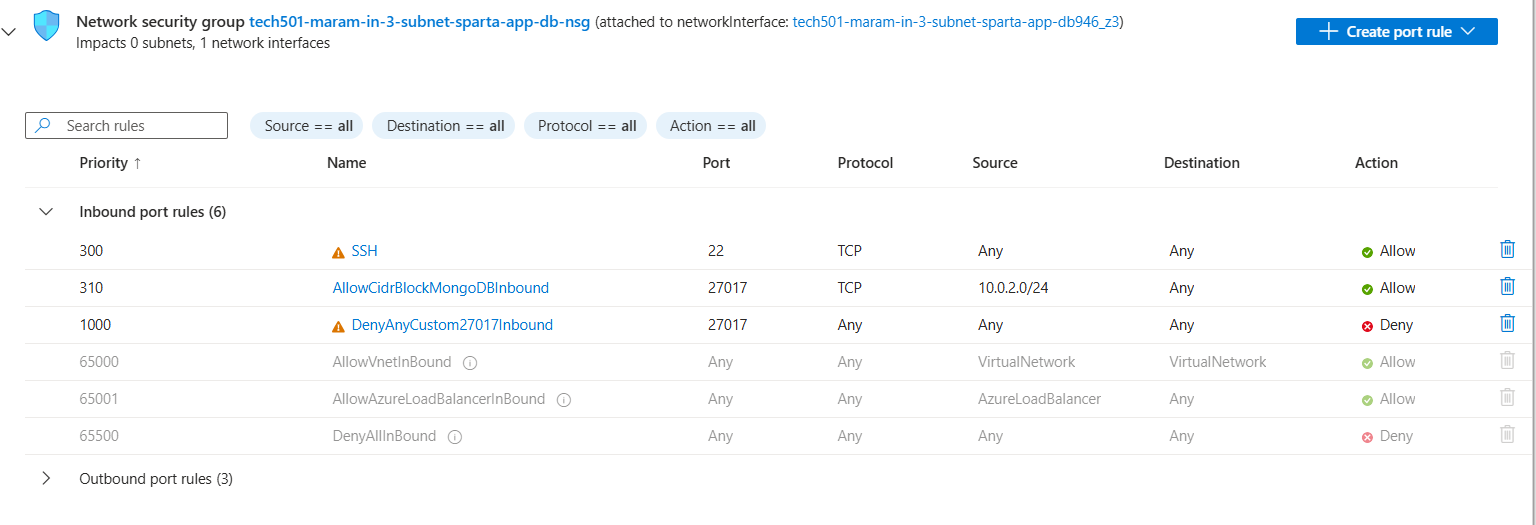 Network security group tech501-maram-in-3-subnet-sparta-app-db-nsg (attached to networkInterface: tech501-maram-in-3-subnet-sparta-app-db946_z3)
Impacts 0 subnets, 1 network interfaces
Create port rule
Search rules
Source == all
Destination == all
Protocol == all
Action == all
Priority ↑ Name Port Protocol Source Destination Action
Inbound port rules (6)
300 SSH 22 TCP Any Any Allow
310 AllowCidrBlockMongoDBInbound 27017 TCP 10.0.2.0/24 Any Allow
1000 DenyAnyCustom27017Inbound 27017 Any Any Any Deny
65000 AllowVnetInBound Any Any VirtualNetwork VirtualNetwork Allow
65001 AllowAzureLoadBalancerInBound Any Any AzureLoadBalancer Any Allow
65500 DenyAllInBound Any Any Any Any Deny
Outbound port rules (3)